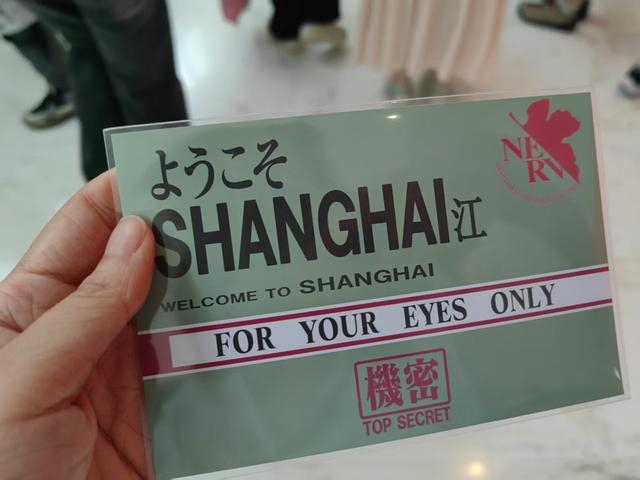 ようこそ
NERV
SHANGHAI江
WELCOME TO SHANGHAI
FOR YOUR EYES ONLY
機密
TOP SECRET